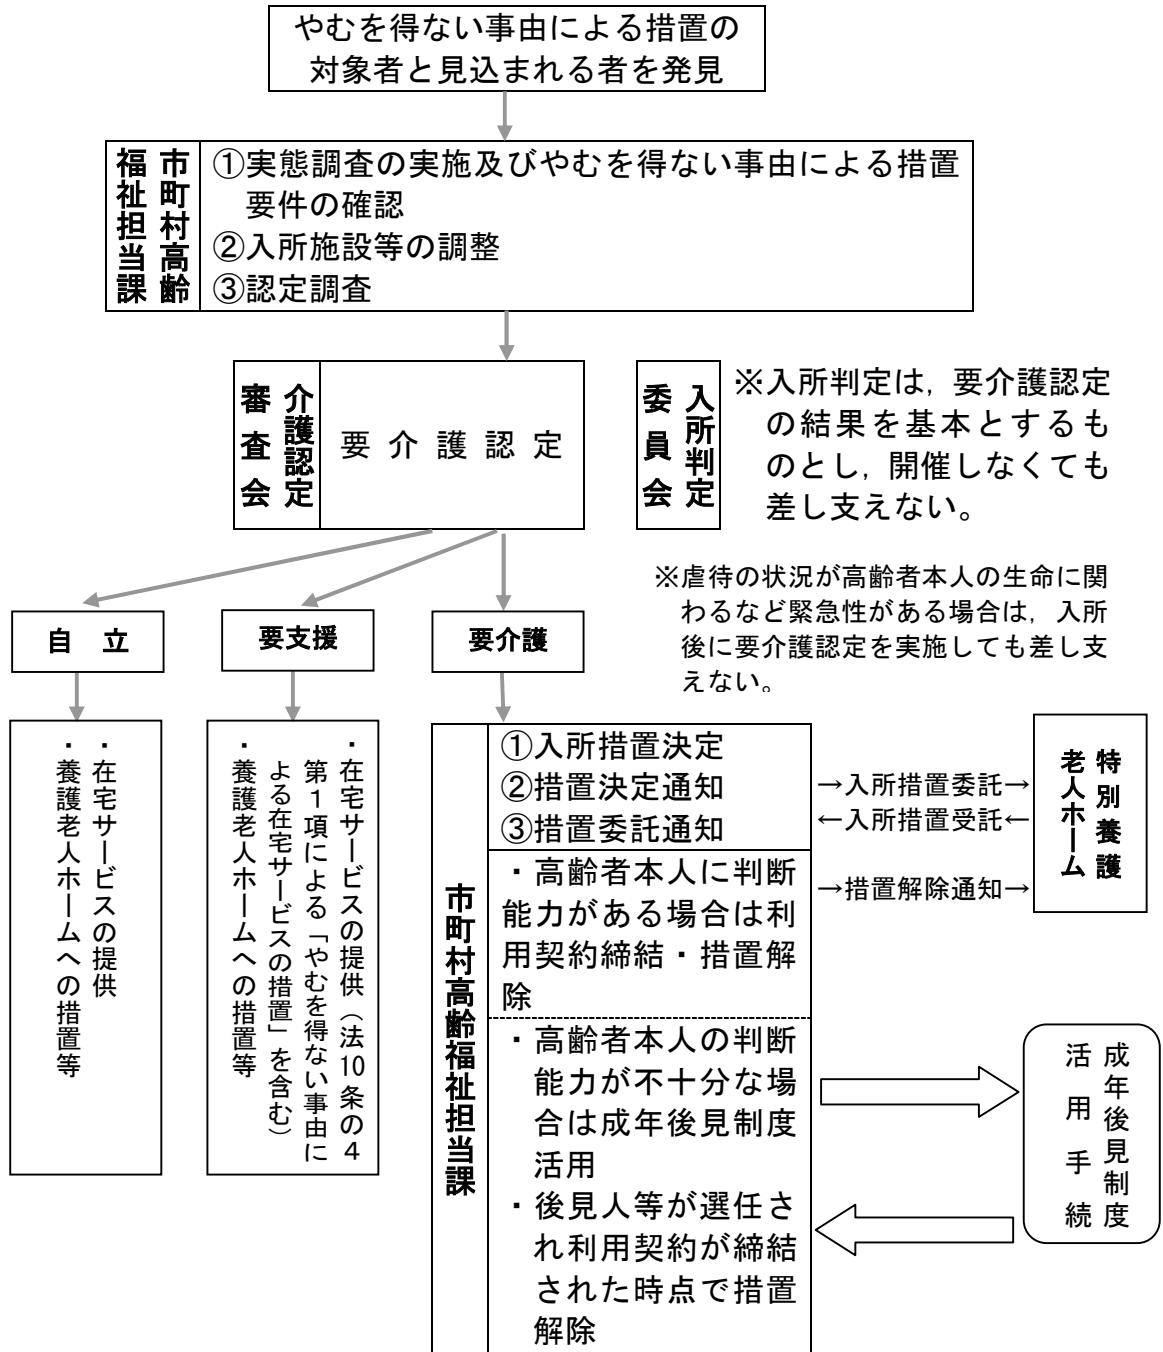 やむを得ない事由による措置の
対象者と見込まれる者を発見
市町村高齢
福祉担当課
①実態調査の実施及びやむを得ない事由による措置
要件の確認
②入所施設等の調整
③認定調査
介護認定
審査会
要介護認定
入所判定
委員会
※入所判定は，要介護認定
の結果を基本とするも
のとし，開催しなくても
差し支えない。
※虐待の状況が高齢者本人の生命に関
わるなど緊急性がある場合は，入所
後に要介護認定を実施しても差し支
えない。
自　立
要支援
要介護
・在宅サービスの提供
・養護老人ホームへの措置等
・在宅サービスの提供（法10条の４
第１項による「やむを得ない事由に
よる在宅サービスの措置」を含む）
・養護老人ホームへの措置等
市町村高齢福祉担当課
①入所措置決定
②措置決定通知
③措置委託通知
・高齢者本人に判断
能力がある場合は利
用契約締結・措置解
除
・高齢者本人の判断
能力が不十分な場
合は成年後見制度
活用
・後見人等が選任さ
れ利用契約が締結
された時点で措置
解除
→入所措置委託→
←入所措置受託←
→措置解除通知→
特別養護
老人ホーム
成年後見制度
活用手続